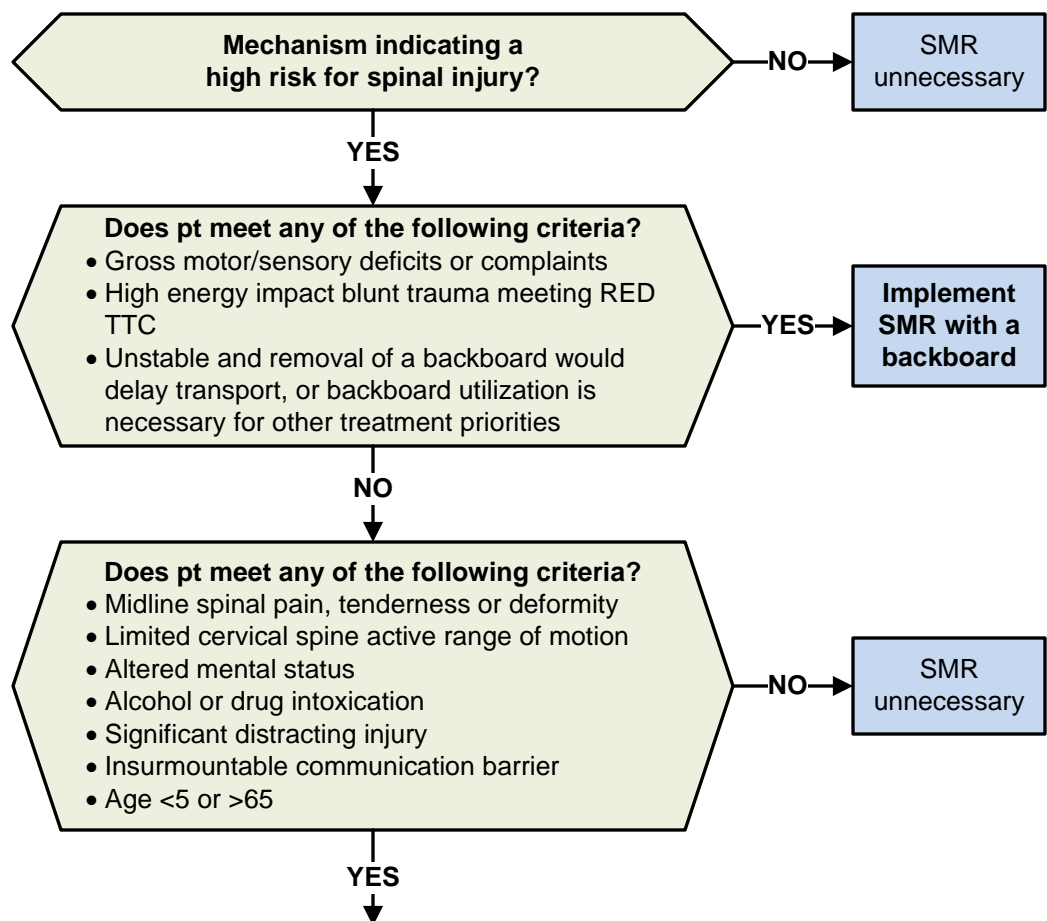 Mechanism indicating a
high risk for spinal injury?
NO
SMR
unnecessary
YES
Does pt meet any of the following criteria?
• Gross motor/sensory deficits or complaints
• High energy impact blunt trauma meeting RED
TTC
• Unstable and removal of a backboard would
delay transport, or backboard utilization is
necessary for other treatment priorities
YES
Implement
SMR with a
backboard
NO
Does pt meet any of the following criteria?
• Midline spinal pain, tenderness or deformity
• Limited cervical spine active range of motion
• Altered mental status
• Alcohol or drug intoxication
• Significant distracting injury
• Insurmountable communication barrier
• Age <5 or >65
NO
SMR
unnecessary
YES